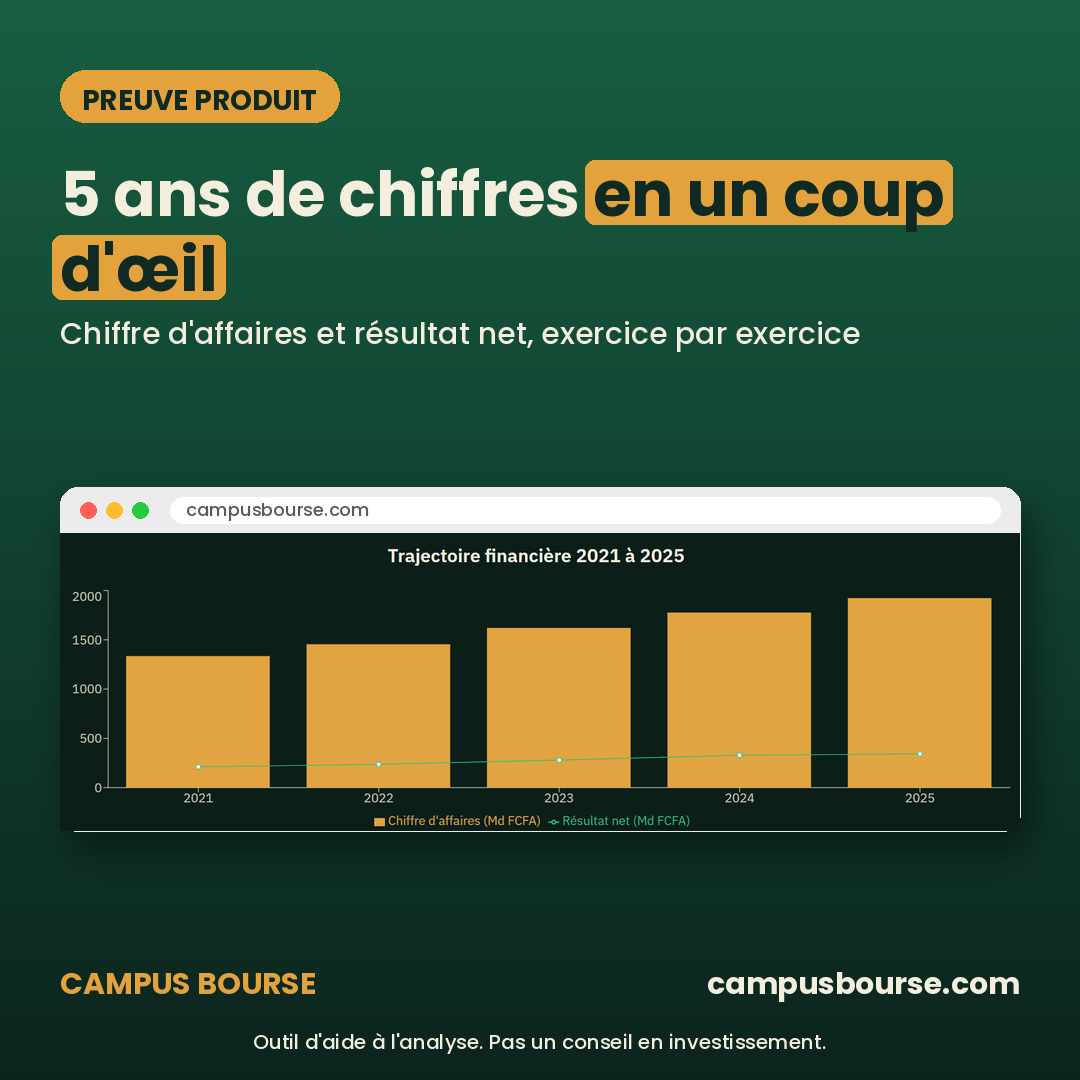 PREUVE PRODUIT
5 ans de chiffres en un coup
d'œil
Chiffre d'affaires et résultat net, exercice par exercice
campusbourse.com
Trajectoire financière 2021 à 2025
2000
1500
1000
500
0
2021 2022 2023 2024 2025
Chiffre d'affaires (Md FCFA) Résultat net (Md FCFA)
CAMPUS BOURSE campusbourse.com
Outil d'aide à l'analyse. Pas un conseil en investissement.